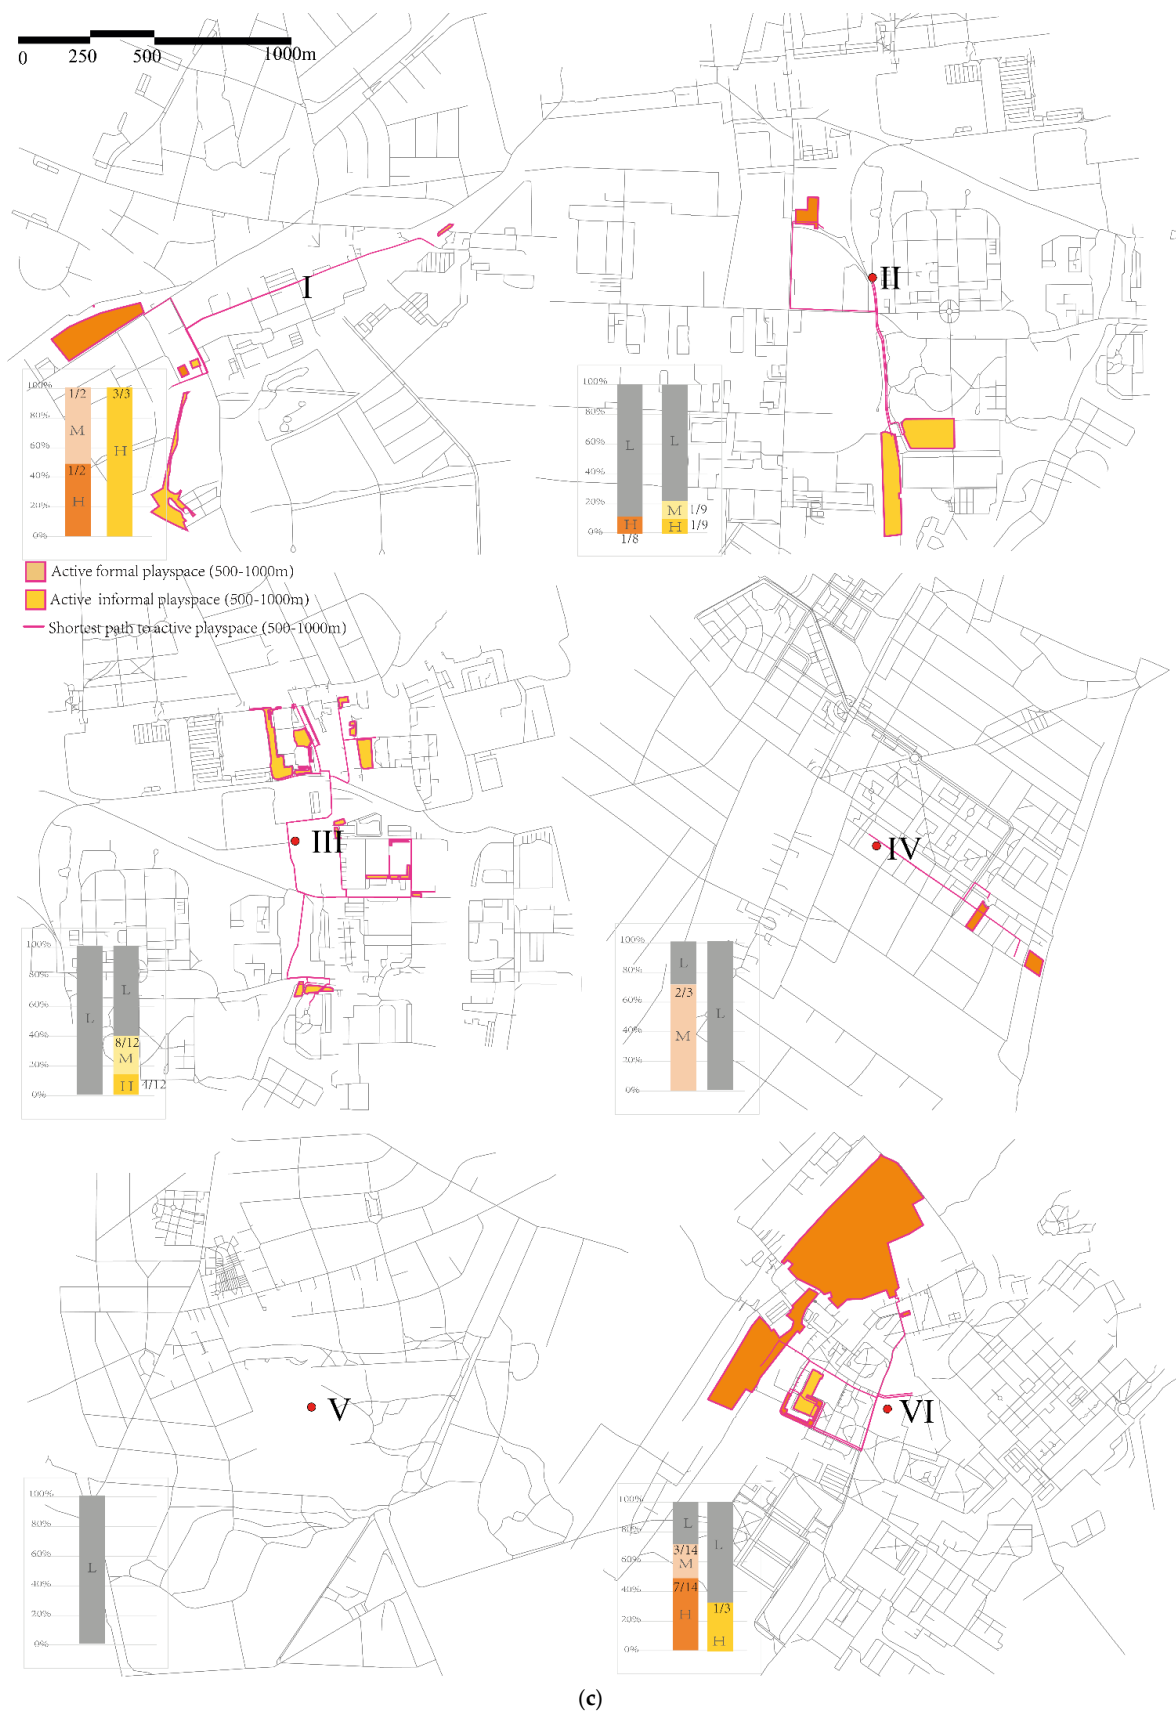 0 250 500 1000m
I
II
100%
80%
60%
40%
20%
0%
1/2
M
1/2
H
3/3
H
100%
80%
60%
40%
20%
0%
L
H
1/8
L
M 1/9
H 1/9
Active formal playspace (500-1000m)
Active informal playspace (500-1000m)
Shortest path to active playspace (500-1000m)
III
IV
100%
80%
60%
40%
20%
0%
L
L
8/12
M
H 4/12
100%
80%
60%
40%
20%
0%
L
2/3
M
L
V
VI
100%
80%
60%
40%
20%
0%
L
100%
80%
60%
40%
20%
0%
L
3/14
M
7/14
H
L
1/3
H
(c)